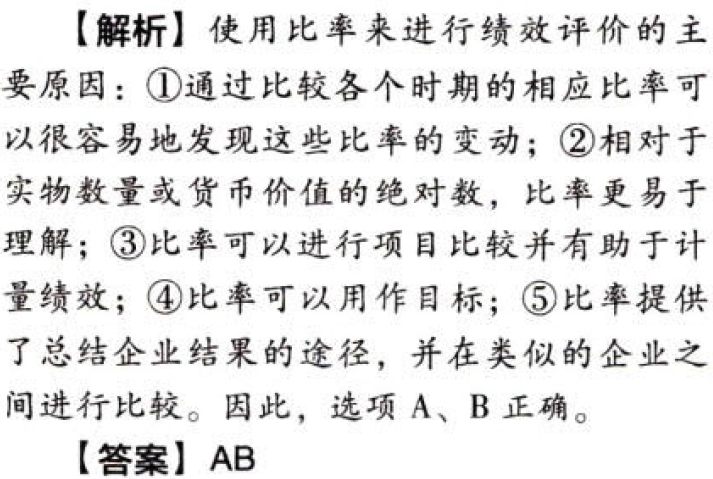 【解析】使用比率来进行绩效评价的主
要原因：①通过比较各个时期的相应比率可
以很容易地发现这些比率的变动；②相对于
实物数量或货币价值的绝对数，比率更易于
理解；③比率可以进行项目比较并有助于计
量绩效；④比率可以用作目标；⑤比率提供
了总结企业结果的途径，并在类似的企业之
间进行比较。因此，选项 A、B 正确。
【答案】AB